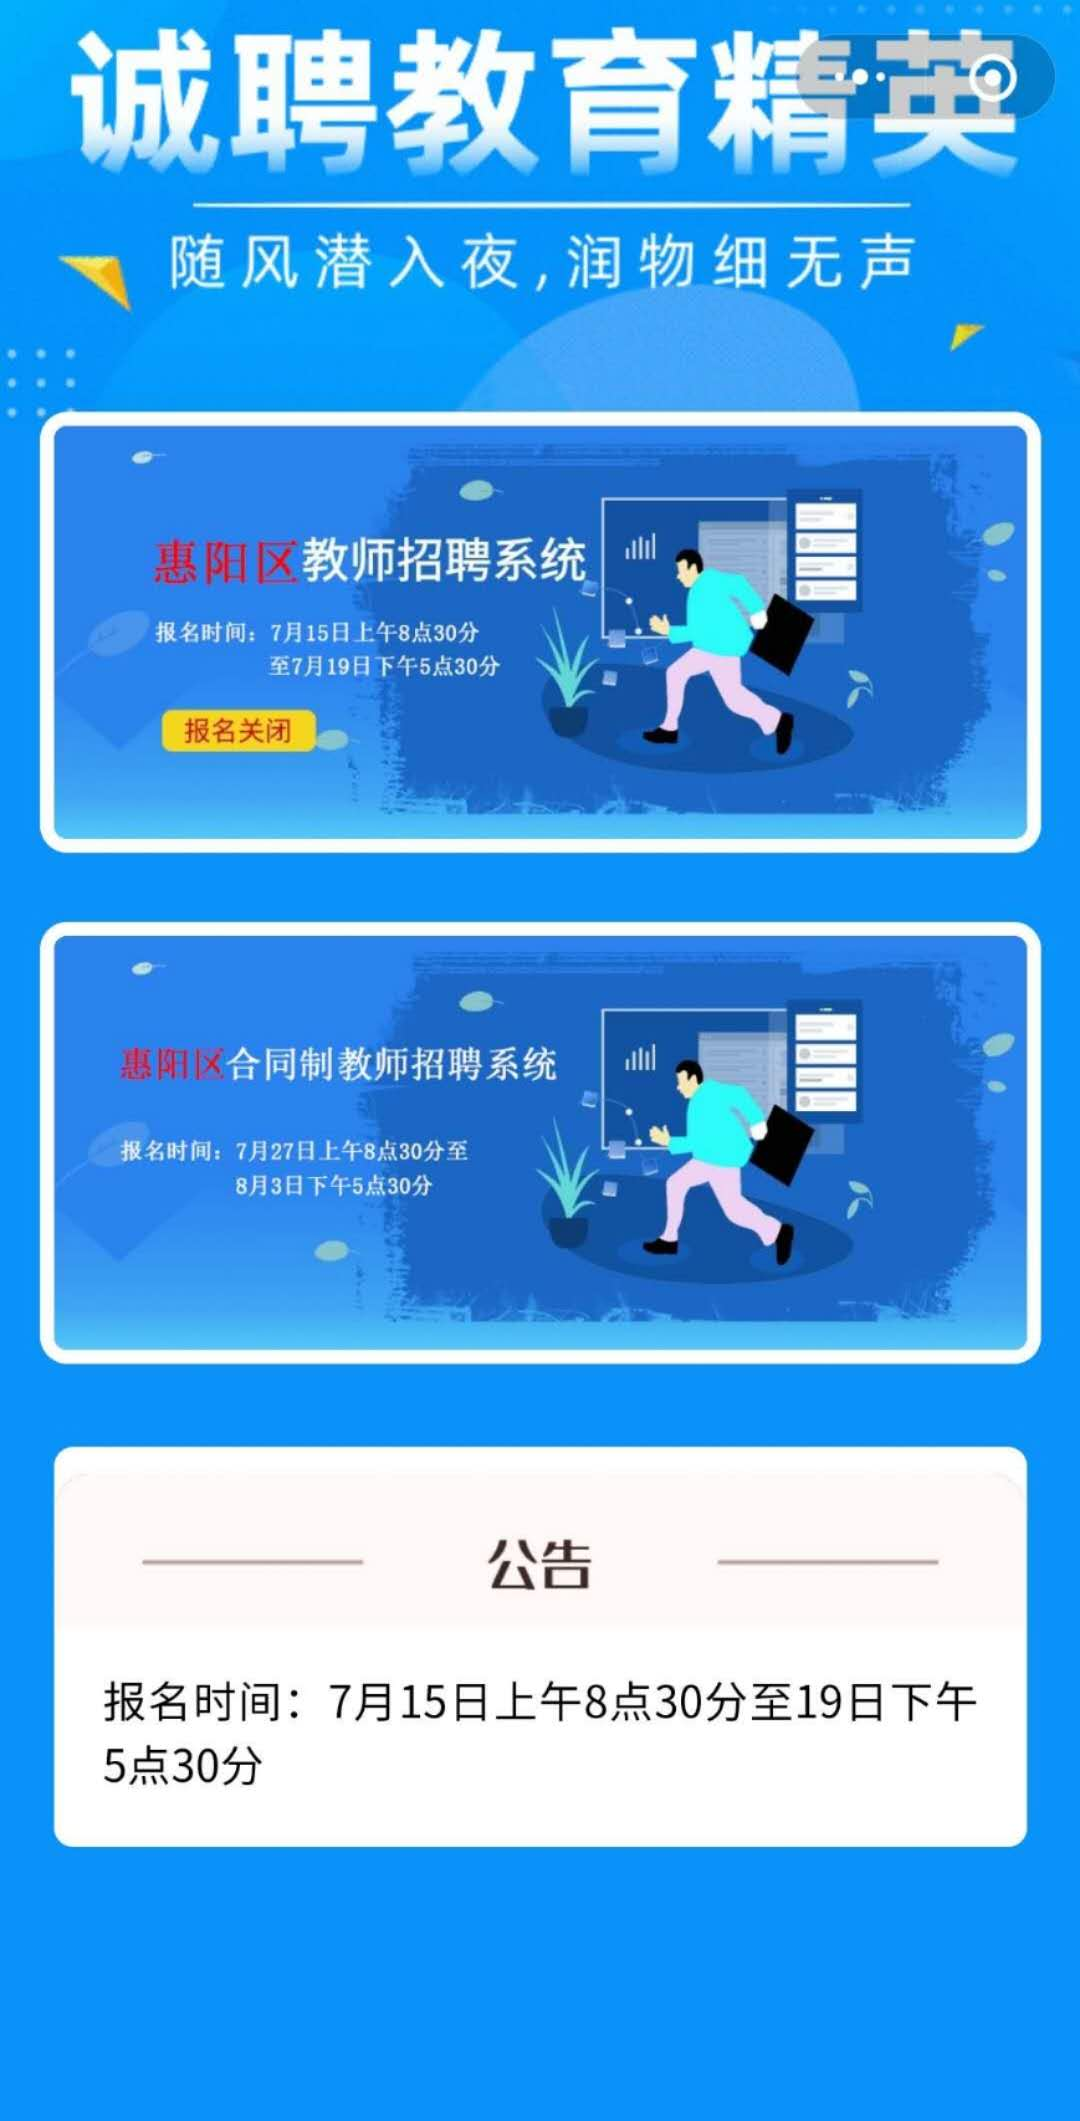 诚聘教育精英
随风潜入夜,润物细无声
惠阳区教师招聘系统
报名时间：7月15日上午8点30分
至7月19日下午5点30分
报名关闭
惠阳区合同制教师招聘系统
报名时间：7月27日上午8点30分至
8月3日下午5点30分
公告
报名时间：7月15日上午8点30分至19日下午
5点30分